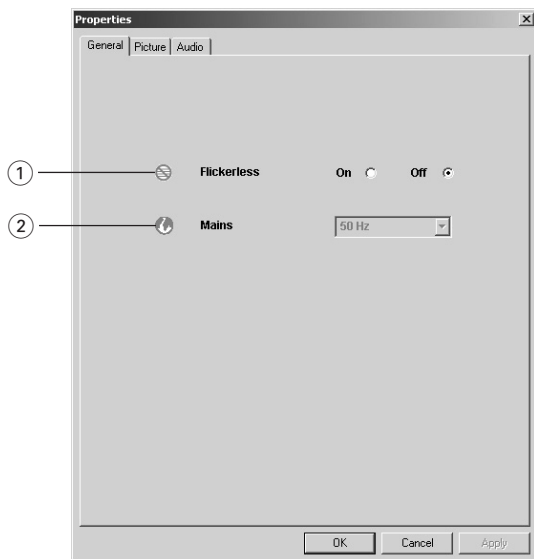 Properties
General Picture Audio
1 Flickerless On Off
2 Mains 50 Hz
OK Cancel Apply